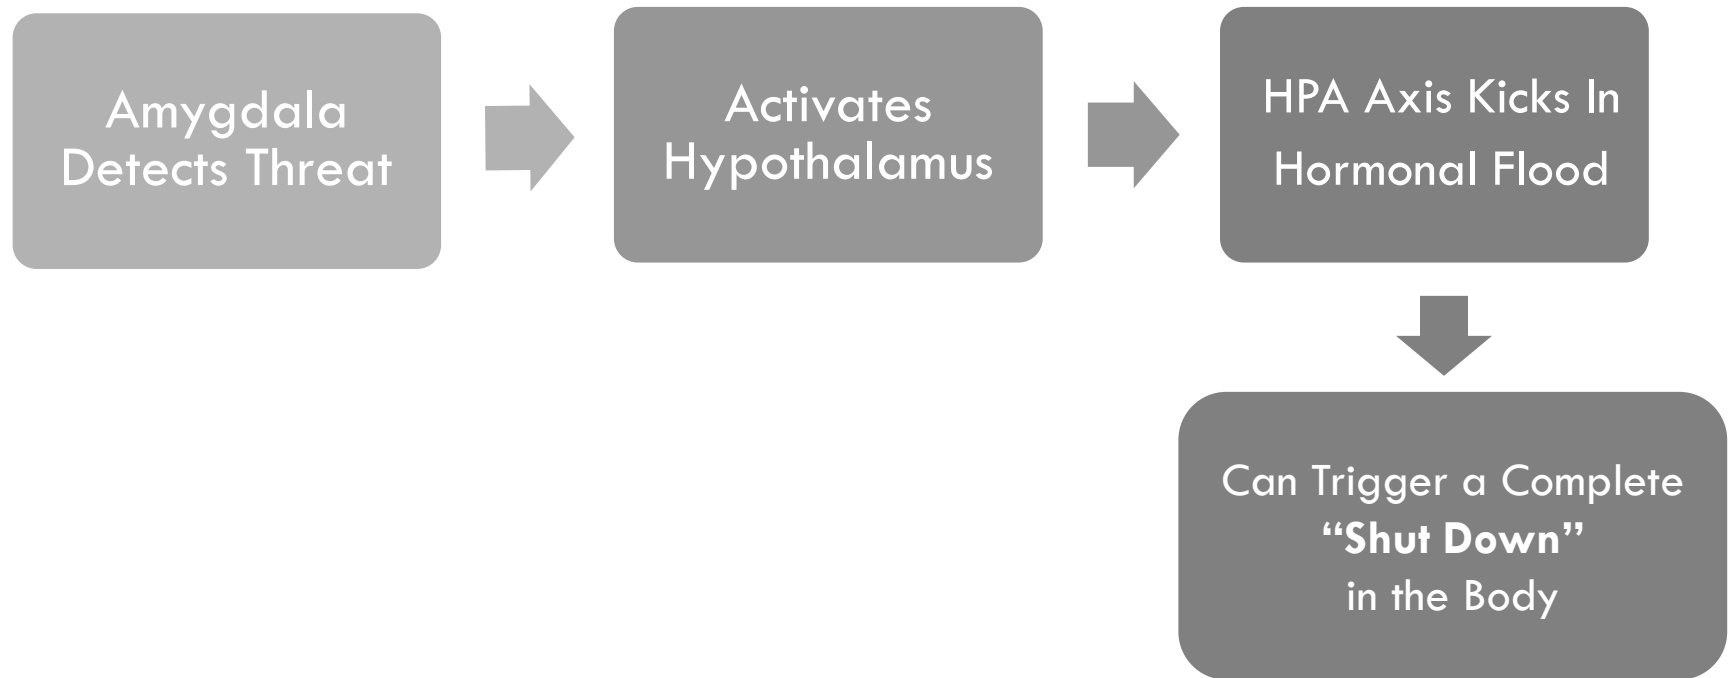 Amygdala
Detects Threat
Activates
Hypothalamus
HPA Axis Kicks In
Hormonal Flood
Can Trigger a Complete
“Shut Down”
in the Body